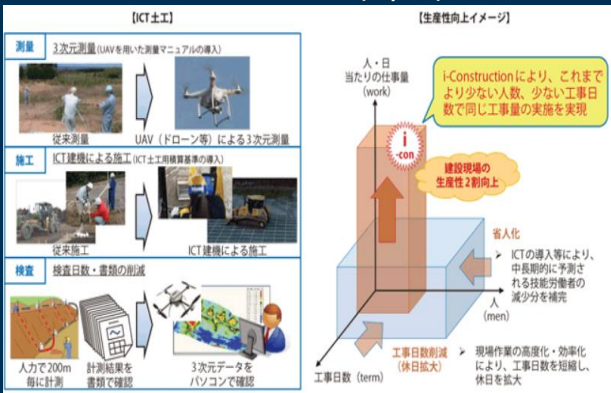 【ICT土工】
測量
3次元測量(UAVを用いた測量マニュアルの導入)
従来測量
UAV（ドローン等）による3次元測量
施工
ICT建機による施工(ICT土工用積算基準の導入)
従来施工
ICT建機による施工
検査
検査日数・書類の削減
人力で200m
毎に計測
計測結果を
書類で確認
3次元データを
パソコンで確認
【生産性向上イメージ】
人・日
当たりの仕事量
(work)
i-Constructionにより、これまで
より少ない人数、少ない工事日
数で同じ工事量の実施を実現
i
-con
建設現場の
生産性2割向上
省人化
➢ ICTの導入等により、
中長期的に予測され
る技能労働者の
減少分を補完
人
(men)
工事日数削減
(休日拡大)
工事日数 (term)
➢ 現場作業の高度化・効率化
により、工事日数を短縮し、
休日を拡大